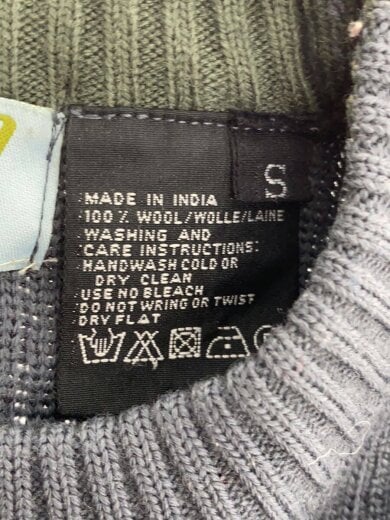 S
MADE IN INDIA
100 % WOOL/WOLLE/LAINE
WASHING AND
CARE INSTRUCTIONS:
HANDWASH COLD OR
DRY CLEAN
USE NO BLEACH
DO NOT WRING OR TWIST
DRY FLAT